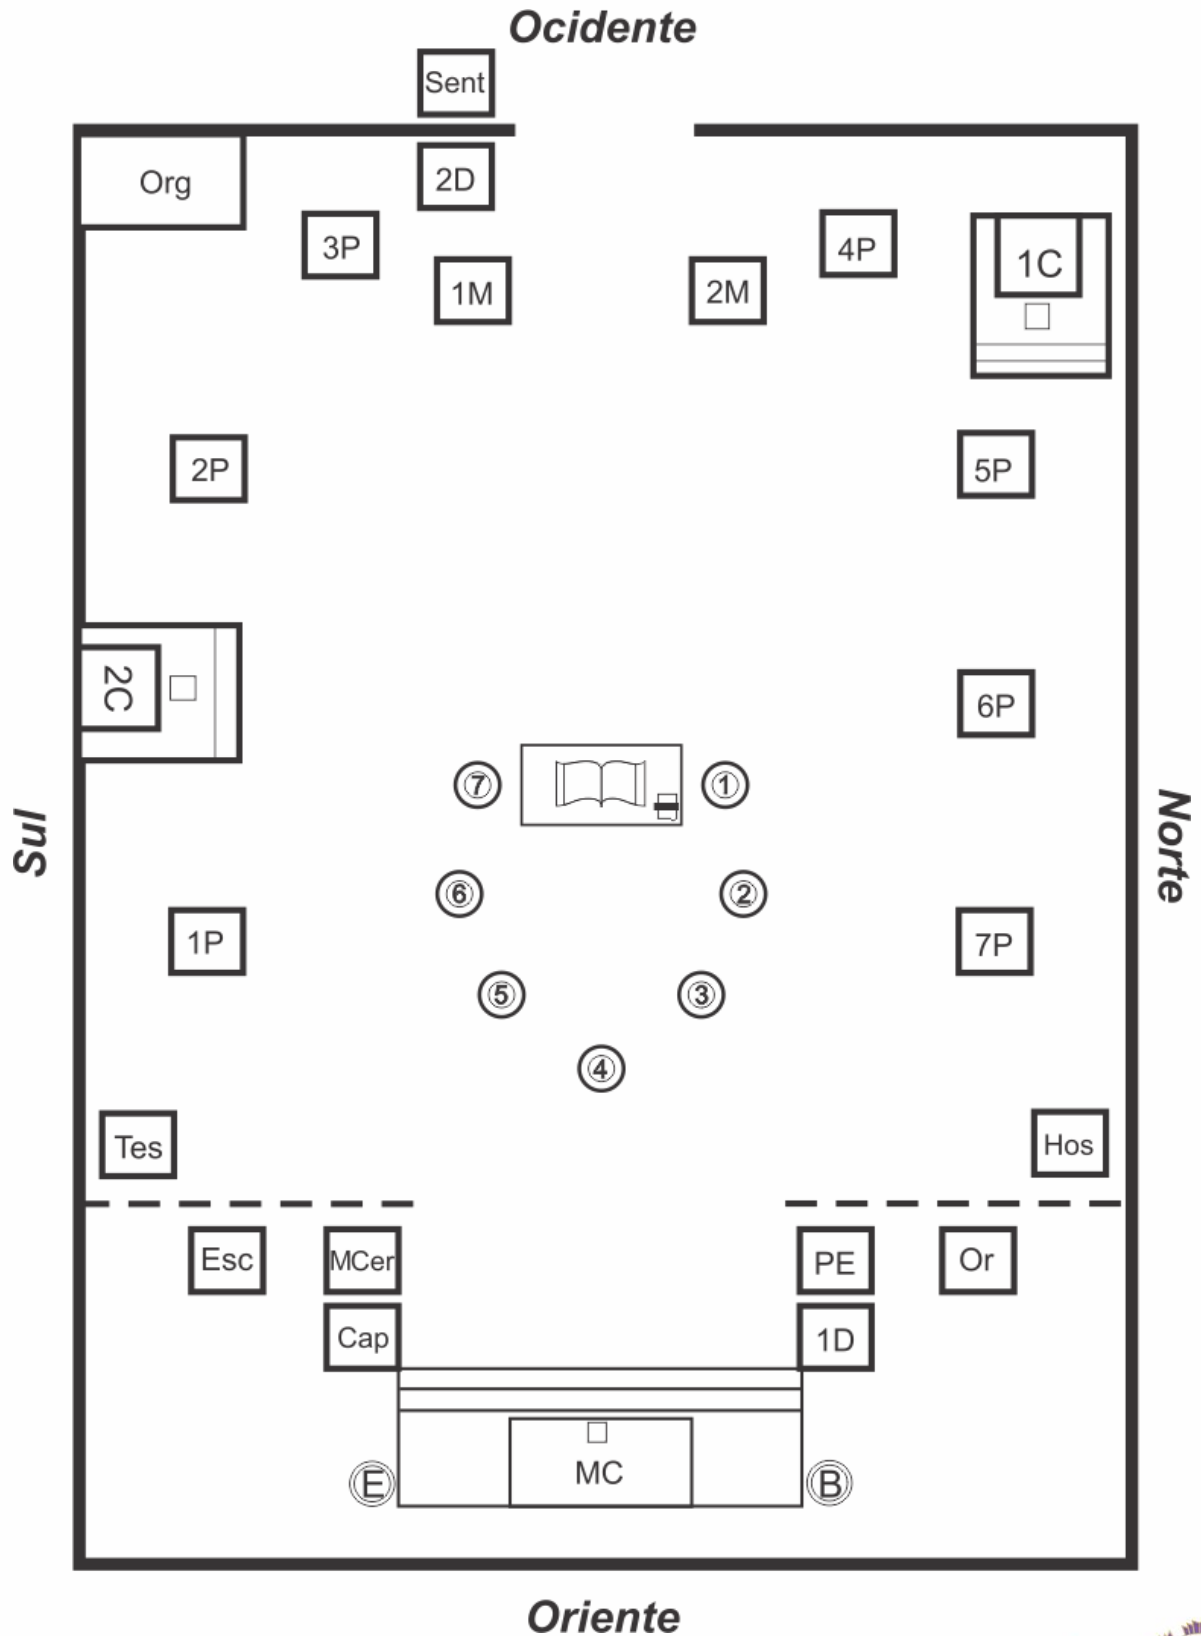 Ocidente
Sent
Org
2D
3P
4P
1C
1M
2M
2P
5P
2C
6P
7
1
Sul
Norte
6
2
1P
7P
5
3
4
Tes
Hos
Esc
MCer
PE
Or
Cap
1D
MC
E
B
Oriente